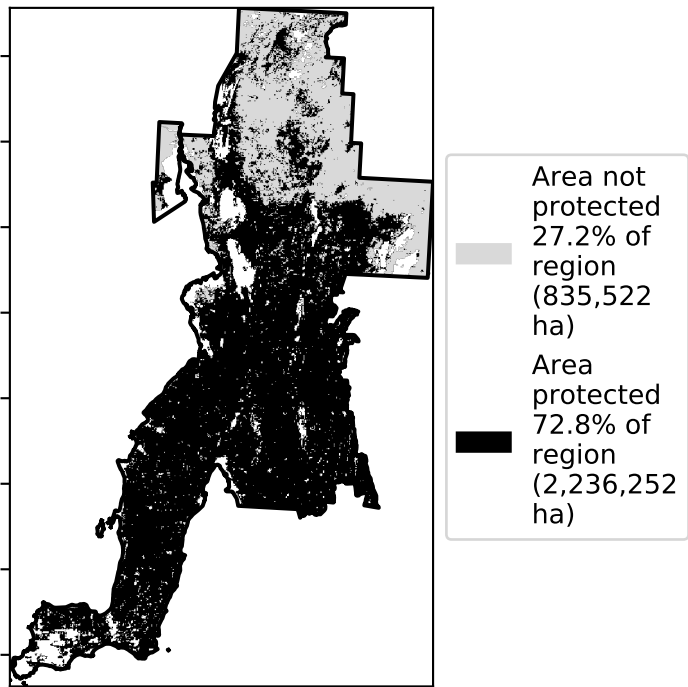 Area not
protected
27.2% of
region
(835,522
ha)
Area
protected
72.8% of
region
(2,236,252
ha)